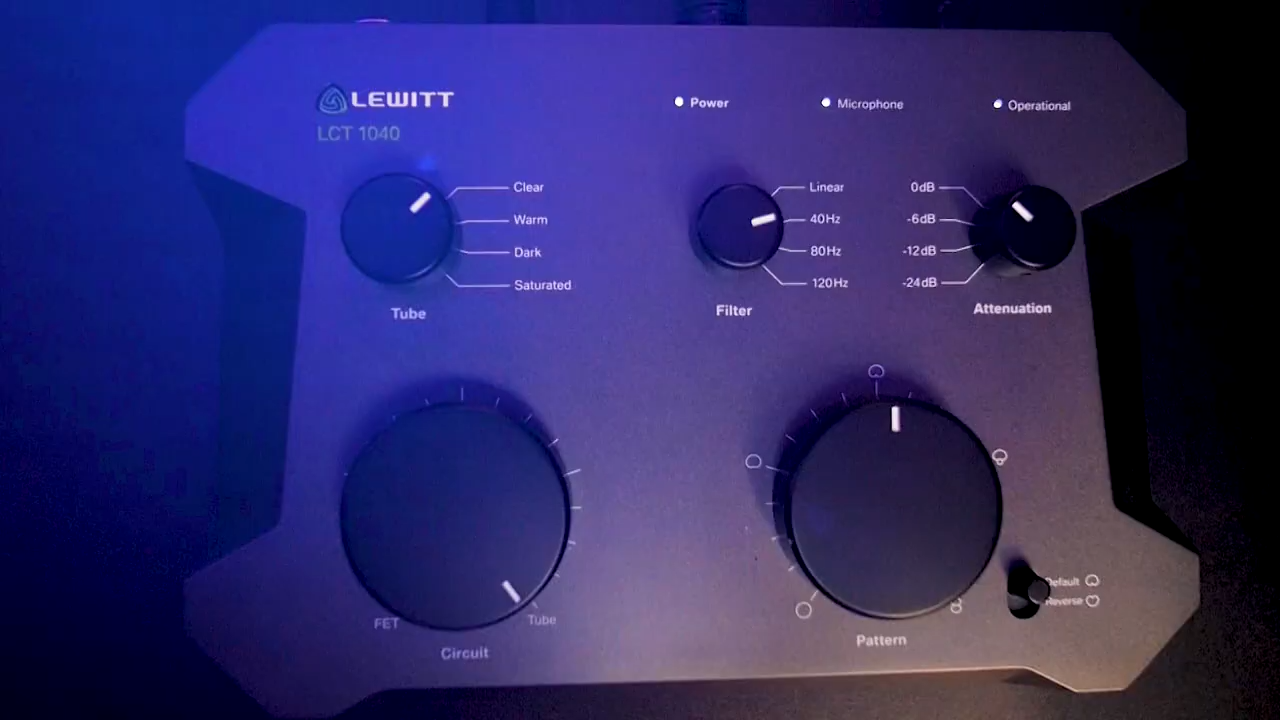 LEWITT
LCT 1040
Power
Microphone
Operational
Clear
Warm
Dark
Saturated
Tube
Linear
40Hz
80Hz
120Hz
Filter
0dB
-6dB
-12dB
-24dB
Attenuation
FET
Tube
Circuit
Pattern
Default
Reverse